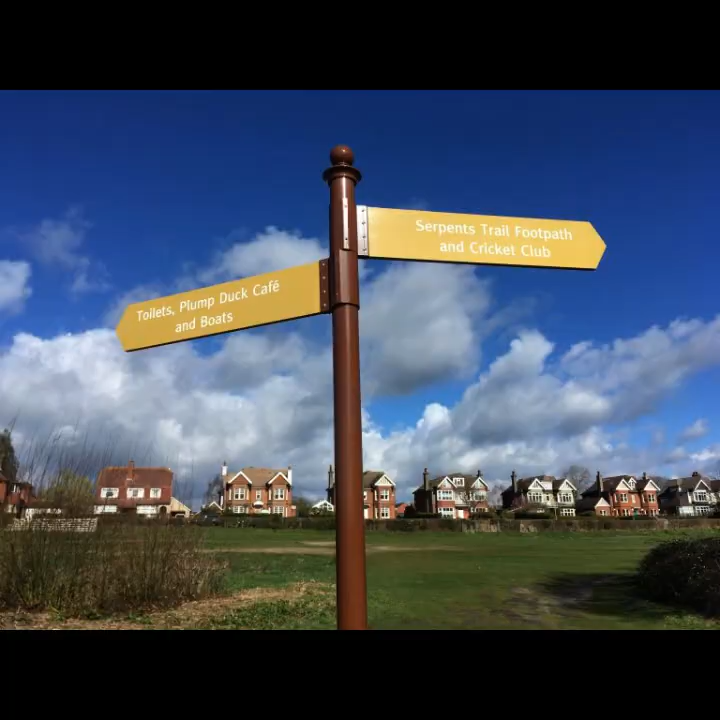 Serpents Trail Footpath
and Cricket Club
Toilets, Plump Duck Café
and Boats